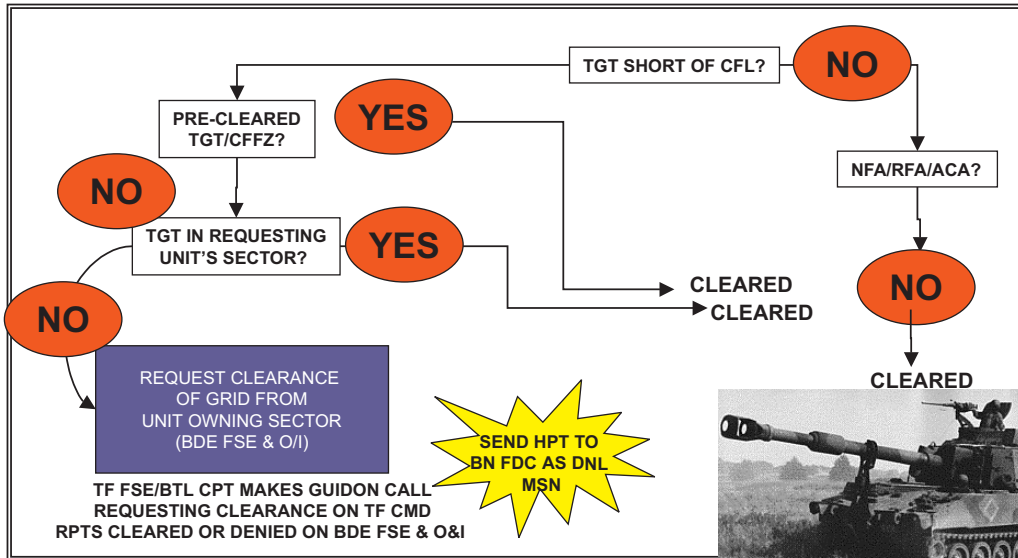 TGT SHORT OF CFL?
NO
PRE-CLEARED
TGT/CFFZ?
YES
NFA/RFA/ACA?
NO
TGT IN REQUESTING
UNIT'S SECTOR?
YES
NO
CLEARED
CLEARED
NO
CLEARED
REQUEST CLEARANCE
OF GRID FROM
UNIT OWNING SECTOR
(BDE FSE & O/I)
SEND HPT TO
BN FDC AS DNL
MSN
TF FSE/BTL CPT MAKES GUIDON CALL
REQUESTING CLEARANCE ON TF CMD
RPTS CLEARED OR DENIED ON BDE FSE & O&I